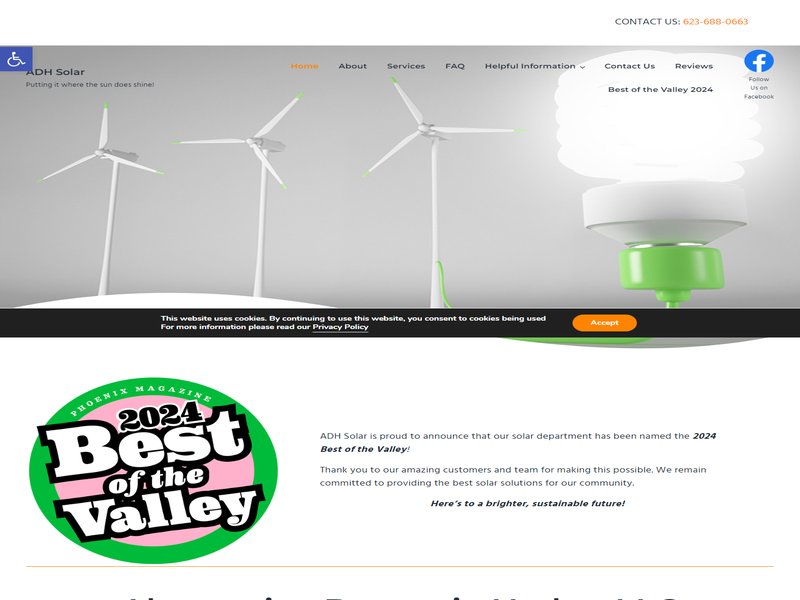 CONTACT US: 623-688-0663
ADH Solar
Putting it where the sun does shine!
Home About Services FAQ Helpful Information Contact Us Reviews
Best of the Valley 2024
Follow
Us on
Facebook
This website uses cookies. By continuing to use this website, you consent to cookies being used
For more information please read our Privacy Policy
Accept
PHOENIX MAGAZINE
2024
Best
of the
Valley
ADH Solar is proud to announce that our solar department has been named the 2024
Best of the Valley!
Thank you to our amazing customers and team for making this possible. We remain
committed to providing the best solar solutions for our community.
Here's to a brighter, sustainable future!